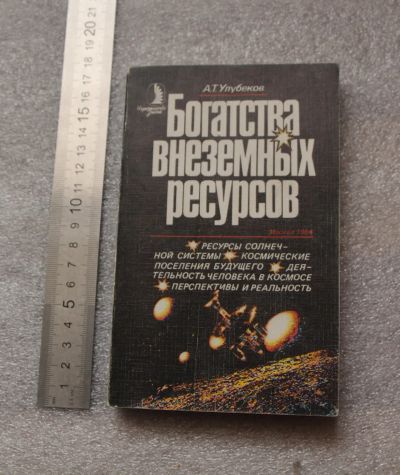 А.Т.Улубеков
Богатства
внеземных
ресурсов
Москва 1984
РЕСУРСЫ СОЛНЕЧ-
НОЙ СИСТЕМЫ КОСМИЧЕСКИЕ
ПОСЕЛЕНИЯ БУДУЩЕГО ДЕЯ-
ТЕЛЬНОСТЬ ЧЕЛОВЕКА В КОСМОСЕ
ПЕРСПЕКТИВЫ И РЕАЛЬНОСТЬ
1 2 3 4 5 6 7 8 9 10 11 12 13 14 15 16 17 18 19 20 21